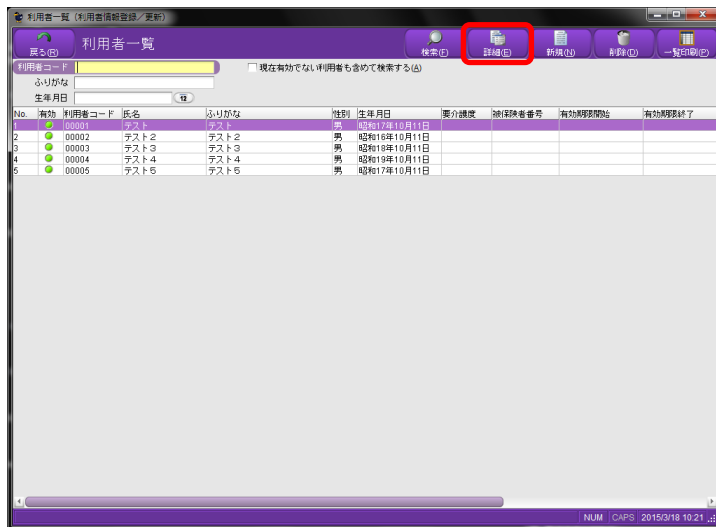 利用者一覧 (利用者情報登録／更新)
戻る(R) 利用者一覧 検索(F) 詳細(E) 新規(N) 削除(D) 一覧印刷(P)
利用者コード 現在有効でない利用者も含めて検索する(A)
ふりがな
生年月日
No. 有効 利用者コード 氏名 ふりがな 性別 生年月日 要介護度 被保険者番号 有効期限開始 有効期限終了
1 00001 テスト テスト 男 昭和17年10月11日
2 00002 テスト2 テスト2 男 昭和16年10月11日
3 00003 テスト3 テスト3 男 昭和18年10月11日
4 00004 テスト4 テスト4 男 昭和19年10月11日
5 00005 テスト5 テスト5 男 昭和17年10月11日
NUM CAPS 2015/3/18 10:21